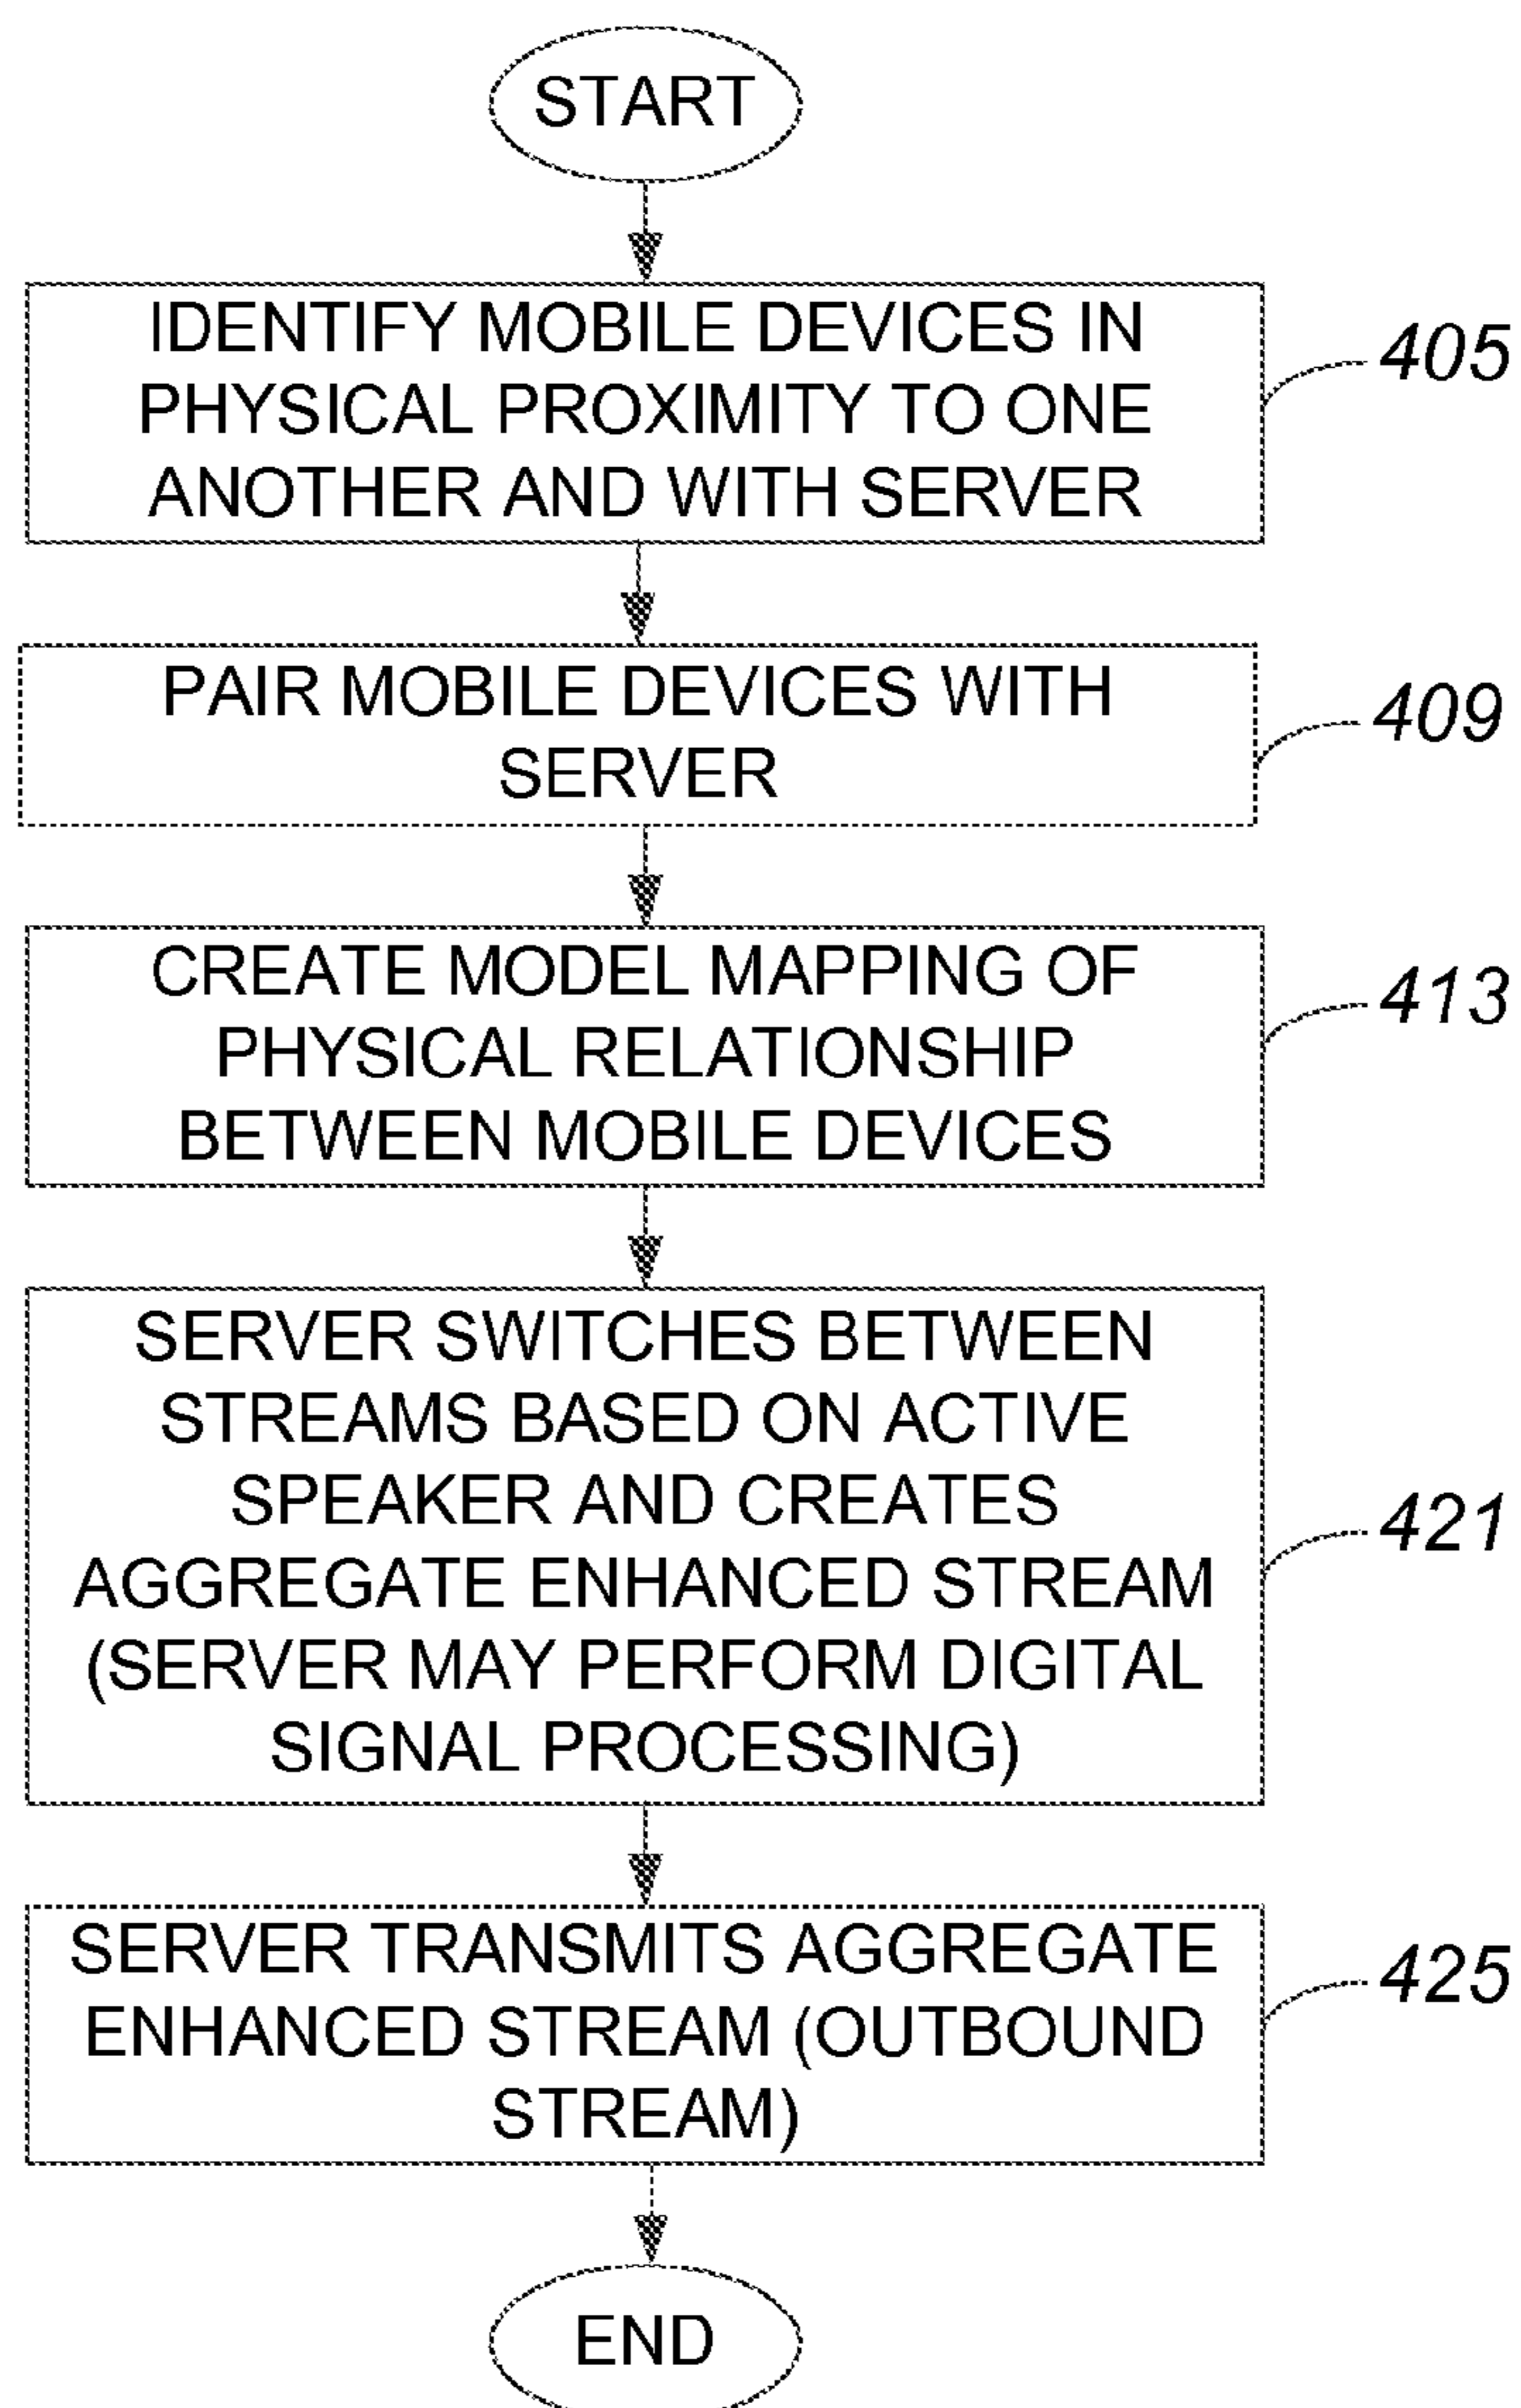 START
IDENTIFY MOBILE DEVICES IN
PHYSICAL PROXIMITY TO ONE
ANOTHER AND WITH SERVER
405
PAIR MOBILE DEVICES WITH
SERVER
409
CREATE MODEL MAPPING OF
PHYSICAL RELATIONSHIP
BETWEEN MOBILE DEVICES
413
SERVER SWITCHES BETWEEN
STREAMS BASED ON ACTIVE
SPEAKER AND CREATES
AGGREGATE ENHANCED STREAM
(SERVER MAY PERFORM DIGITAL
SIGNAL PROCESSING)
421
SERVER TRANSMITS AGGREGATE
ENHANCED STREAM (OUTBOUND
STREAM)
425
END